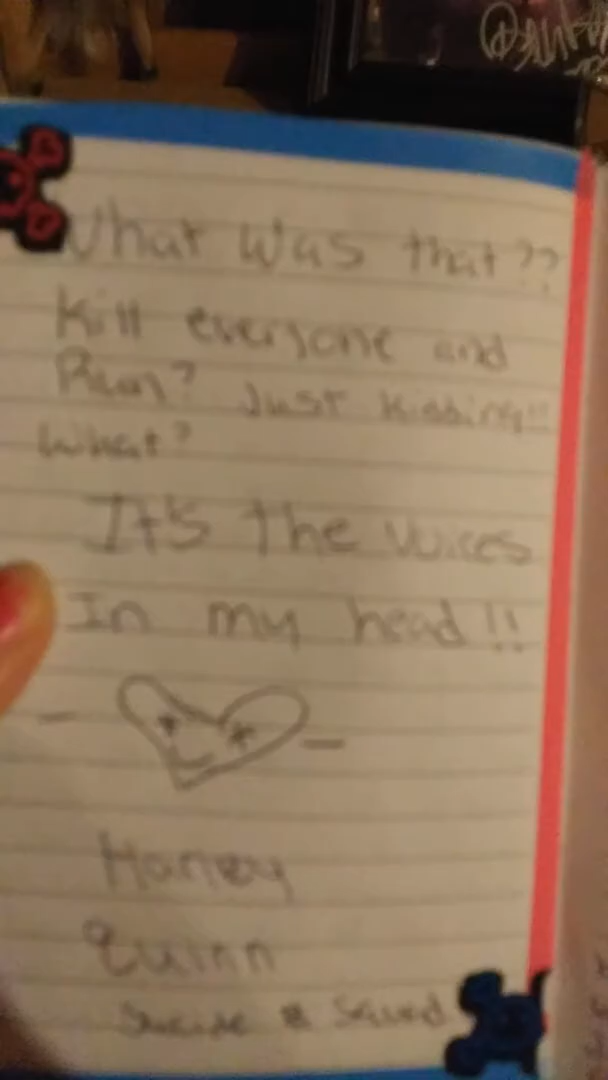 What Was that??
Kill everyone and
Run? Just kidding!!
What?
It's the voices
In my head!!
Harley
Quinn
Suicide Squad